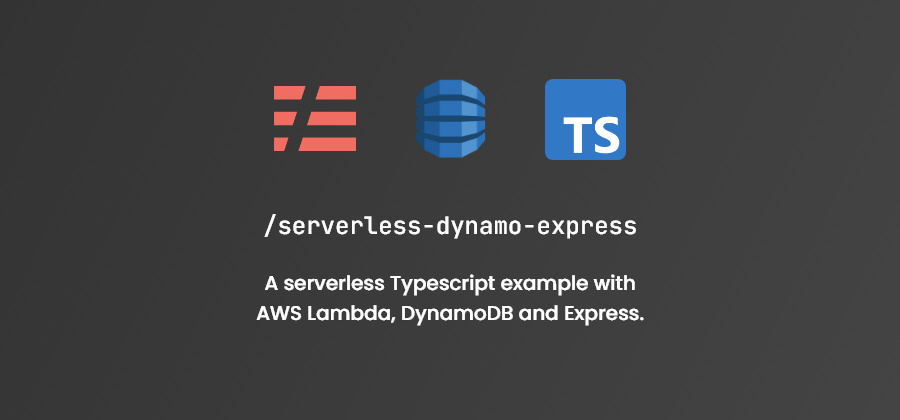 TS
/serverless-dynamo-express
A serverless Typescript example with
AWS Lambda, DynamoDB and Express.